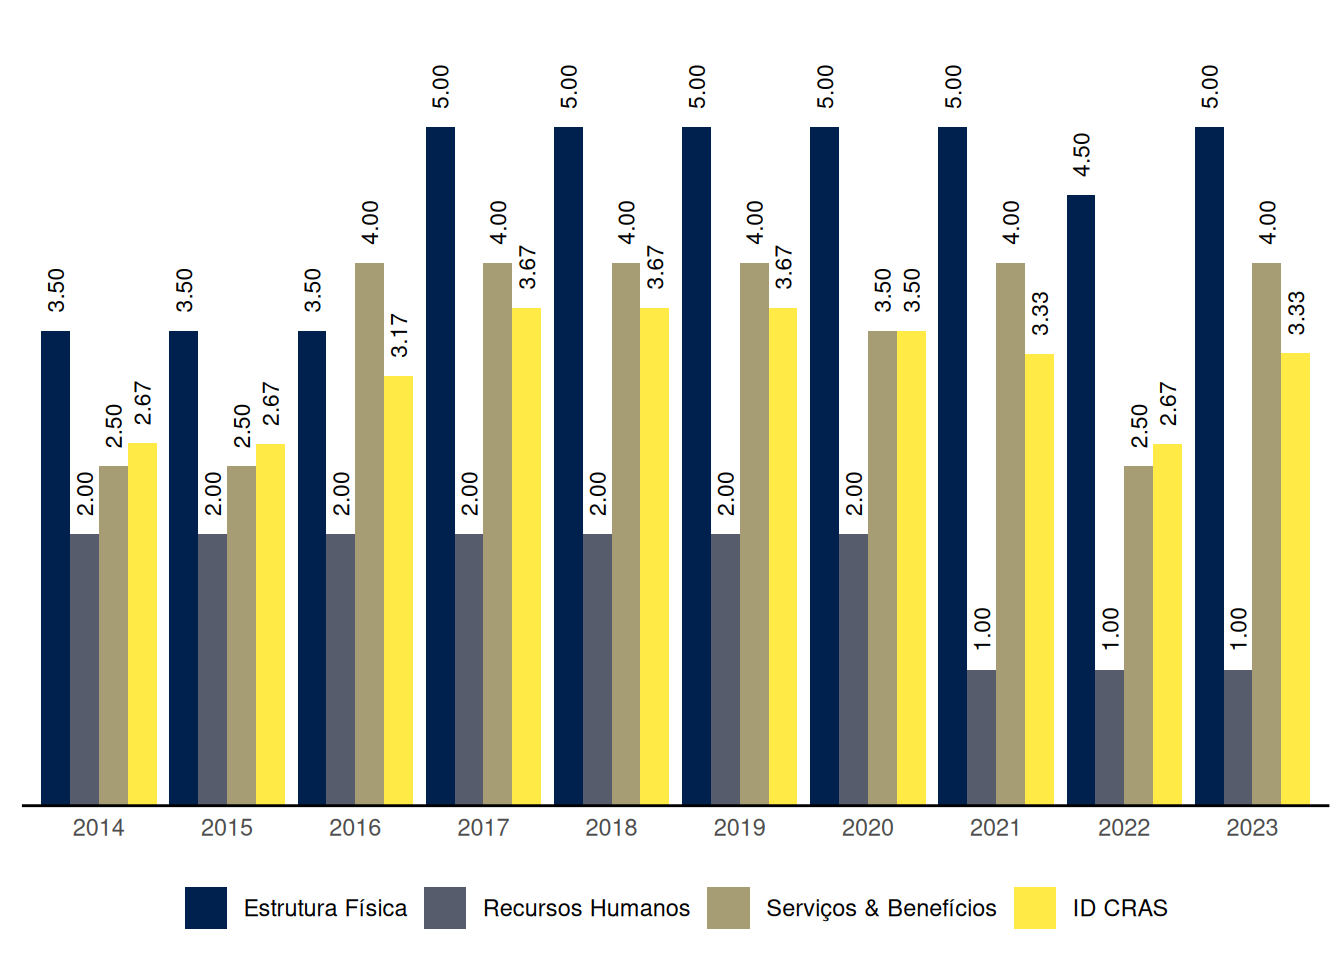 3.50 2.00 2.50 2.67 3.50 2.00 2.50 2.67 3.50 2.00 4.00 3.17 5.00 2.00 4.00 3.67 5.00 2.00 4.00 3.67 5.00 2.00 4.00 3.67 5.00 2.00 3.50 3.50 5.00 1.00 4.00 3.33 4.50 1.00 2.50 2.67 5.00 1.00 4.00 3.33
2014 2015 2016 2017 2018 2019 2020 2021 2022 2023
Estrutura Física Recursos Humanos Serviços & Benefícios ID CRAS